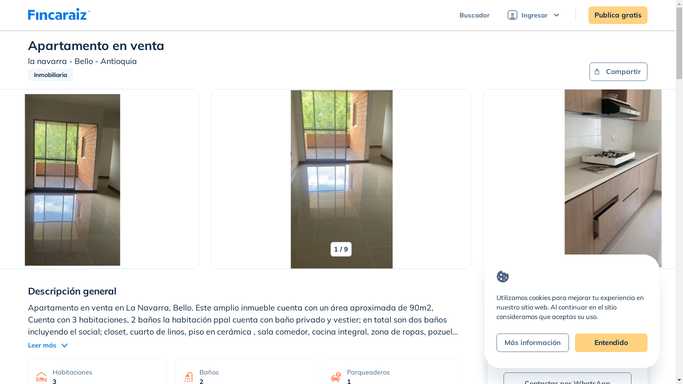 Fincaraiz
Buscador
Ingresar
Publica gratis
Apartamento en venta
la navarra - Bello - Antioquia
Inmobiliaria
Compartir
1 / 9
Descripción general
Apartamento en venta en La Navarra, Bello. Este amplio inmueble cuenta con un área aproximada de 90m2,
Cuenta con 3 habitaciones, 2 baños la habitación ppal cuenta con baño privado y vestier; en total son dos baños
incluyendo el social; closet, cuarto de linos, piso en cerámica , sala comedor, cocina integral, zona de ropas, pozuel...
Leer más
Habitaciones
3
Baños
2
Parqueaderos
1
Utilizamos cookies para mejorar tu experiencia en
nuestro sitio web. Al continuar en el sitio
consideramos que aceptas su uso.
Más información
Entendido
Contactar por WhatsApp